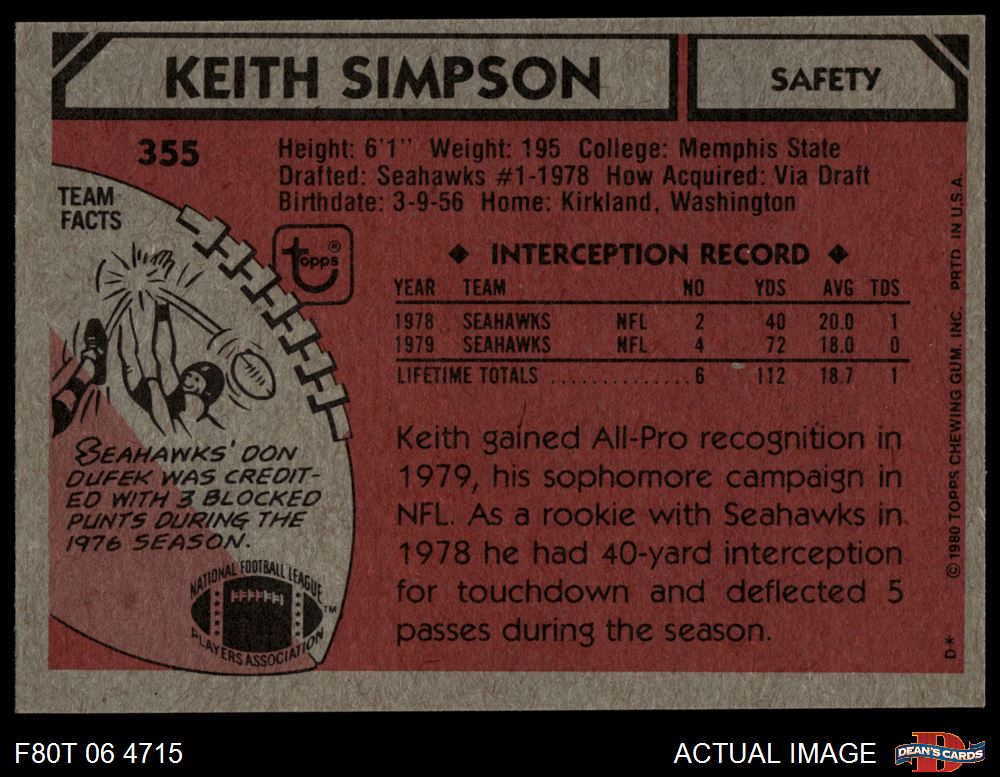 KEITH SIMPSON
SAFETY
355
Height: 6'1" Weight: 195 College: Memphis State
Drafted: Seahawks #1-1978 How Acquired: Via Draft
Birthdate: 3-9-56 Home: Kirkland, Washington
TEAM
FACTS
topps®
◆ INTERCEPTION RECORD ◆
YEAR TEAM NO YDS AVG TDS
1978 SEAHAWKS NFL 2 40 20.0 1
1979 SEAHAWKS NFL 4 72 18.0 0
LIFETIME TOTALS ..............6 112 18.7 1
Keith gained All-Pro recognition in
1979, his sophomore campaign in
NFL. As a rookie with Seahawks in
1978 he had 40-yard interception
for touchdown and deflected 5
passes during the season.
SEAHAWKS' DON
DUFEK WAS CREDIT-
ED WITH 3 BLOCKED
PUNTS DURING THE
1976 SEASON.
NATIONAL FOOTBALL LEAGUE
PLAYERS ASSOCIATION
TM
D* © 1980 TOPPS CHEWING GUM, INC. PRTD IN U.S.A.
F80T 06 4715
ACTUAL IMAGE
D
DEAN'S CARDS